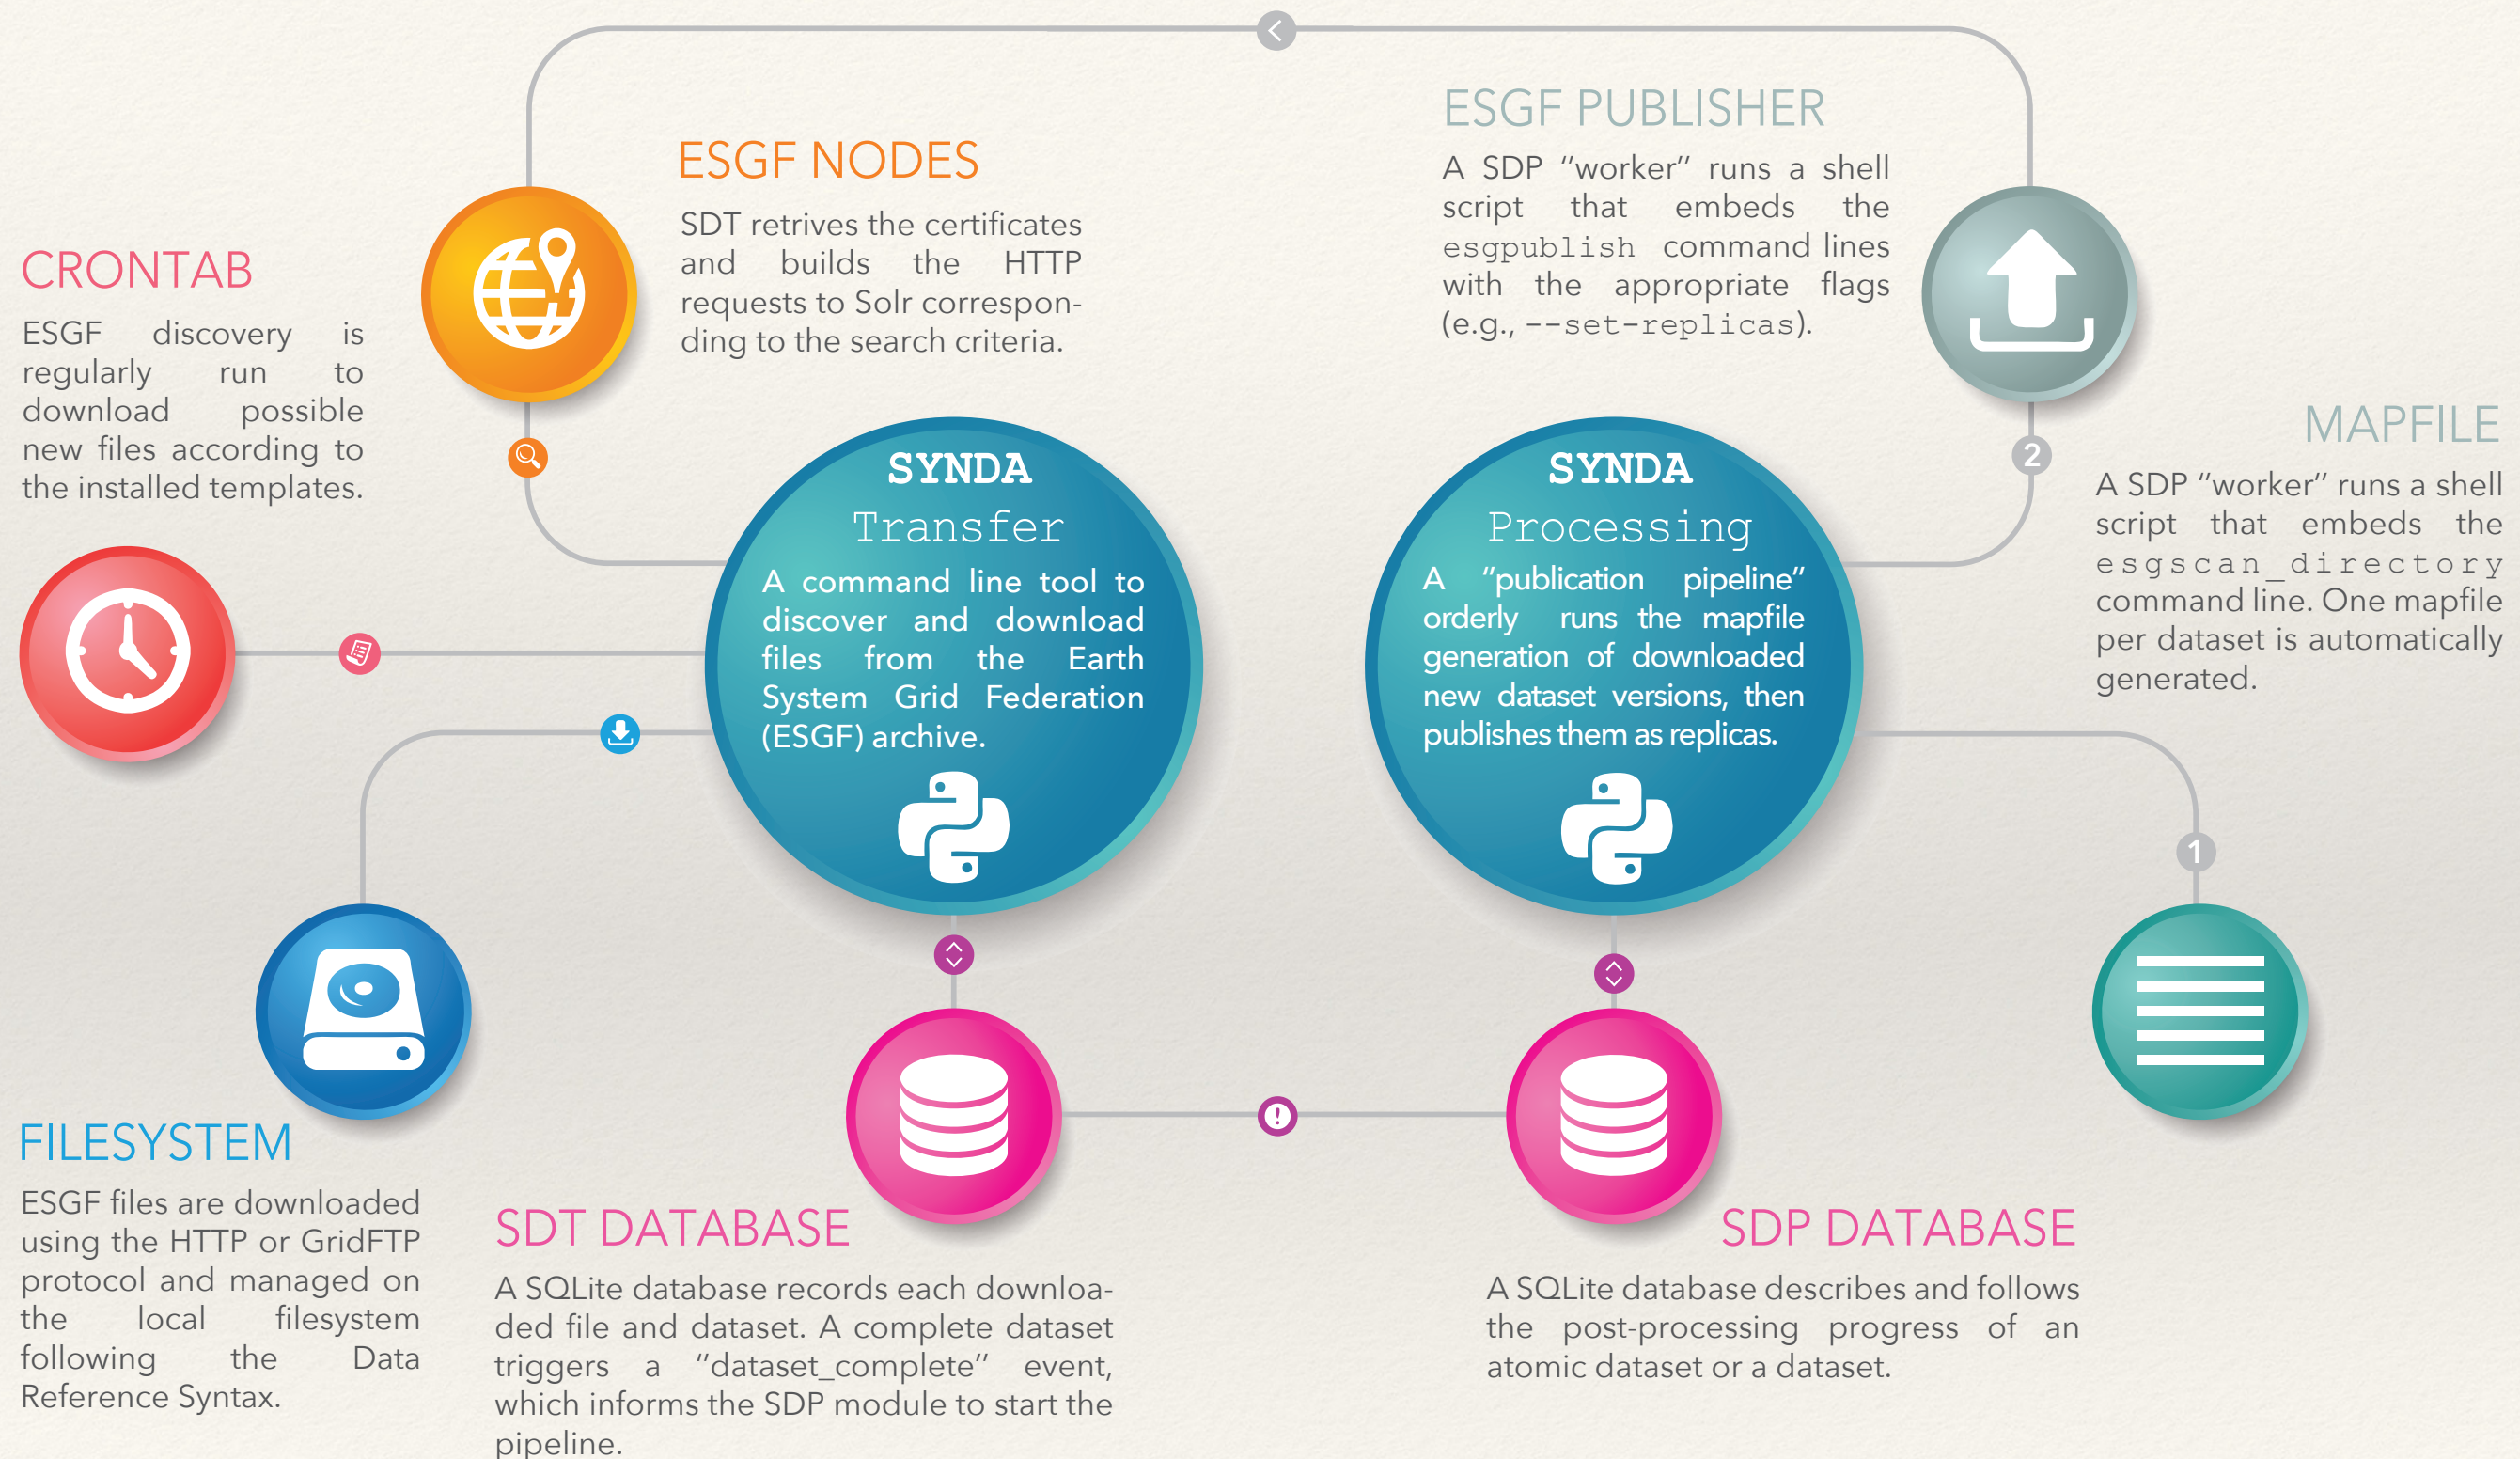 ESGF PUBLISHER
A SDP "worker" runs a shell
script that embeds the
esgpublish command lines
with the appropriate flags
(e.g., --set-replicas).
ESGF NODES
SDT retrives the certificates
and builds the HTTP
requests to Solr correspon-
ding to the search criteria.
CRONTAB
ESGF discovery is
regularly run to
download possible
new files according to
the installed templates.
MAPFILE
A SDP "worker" runs a shell
script that embeds the
esgscan_directory
command line. One mapfile
per dataset is automatically
generated.
2
SYNDA
Transfer
A command line tool to
discover and download
files from the Earth
System Grid Federation
(ESGF) archive.
SYNDA
Processing
A "publication pipeline"
orderly runs the mapfile
generation of downloaded
new dataset versions, then
publishes them as replicas.
1
!
FILESYSTEM
ESGF files are downloaded
using the HTTP or GridFTP
protocol and managed on
the local filesystem
following the Data
Reference Syntax.
SDT DATABASE
A SQLite database records each downloa-
ded file and dataset. A complete dataset
triggers a "dataset_complete" event,
which informs the SDP module to start the
pipeline.
SDP DATABASE
A SQLite database describes and follows
the post-processing progress of an
atomic dataset or a dataset.